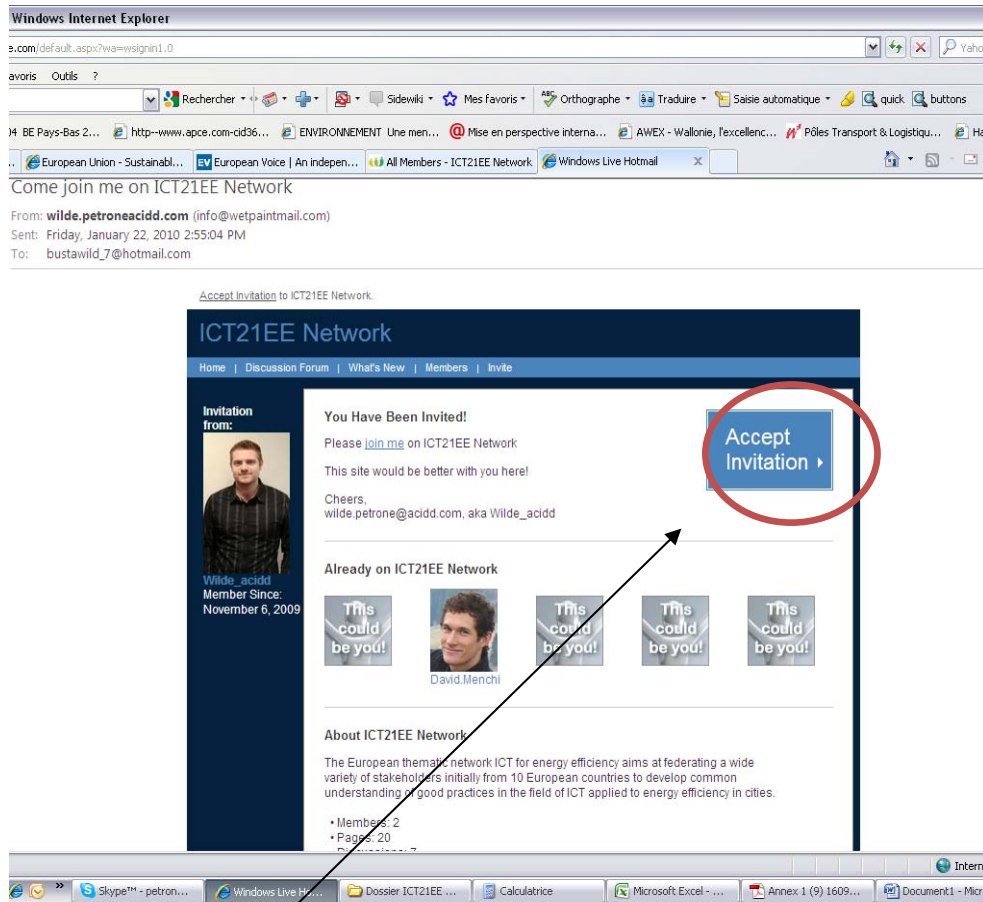 Windows Internet Explorer
e.com/default.aspx?wa=wsignin1.0
avoris Outils ?
Rechercher Sidewiki Mes favoris Orthographe Traduire Saisie automatique quick buttons
BE Pays-Bas 2... http--www.apce.com-cid36... ENVIRONNEMENT Une men... Mise en perspective interna... AWEX - Wallonie, l'excellenc... Pôles Transport & Logistiqu...
European Union - Sustainabl... European Voice | An indepen... All Members - ICT21EE Network Windows Live Hotmail x
Come join me on ICT21EE Network
From: wilde.petroneacidd.com (info@wetpaintmail.com)
Sent: Friday, January 22, 2010 2:55:04 PM
To: bustawild_7@hotmail.com
Accept Invitation to ICT21EE Network.
ICT21EE Network
Home | Discussion Forum | What's New | Members | Invite
Invitation
from:
Wilde_acidd
Member Since:
November 6, 2009
You Have Been Invited!
Please join me on ICT21EE Network
This site would be better with you here!
Cheers,
wilde.petrone@acidd.com, aka Wilde_acidd
Accept
Invitation
Already on ICT21EE Network
This could be you!
David.Menchi
This could be you!
This could be you!
This could be you!
About ICT21EE Network
The European thematic network ICT for energy efficiency aims at federating a wide
variety of stakeholders initially from 10 European countries to develop common
understanding of good practices in the field of ICT applied to energy efficiency in cities.
• Members: 2
• Pages: 20
Intern
Skype™ - petron... Windows Live Ho... Dossier ICT21EE ... Calculatrice Microsoft Excel - ... Annex 1 (9) 1609... Document1 - Micr